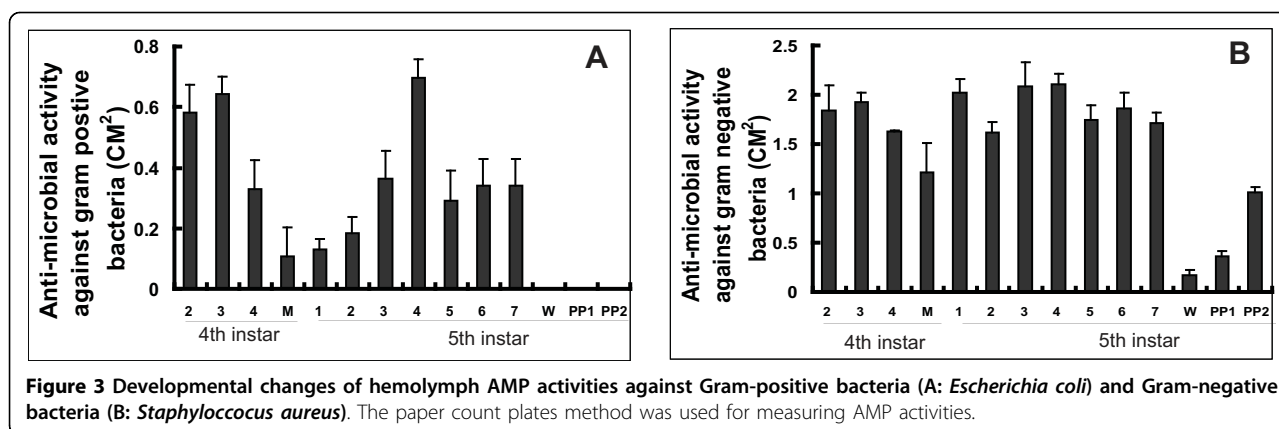 Anti-microbial activity
against gram postive
bacteria (CM²)
0.8
0.6
0.4
0.2
0
A
2 3 4 M 1 2 3 4 5 6 7 W PP1 PP2
4th instar 5th instar
Anti-microbial activity
against gram negative
bacteria (CM²)
2.5
2
1.5
1
0.5
0
B
2 3 4 M 1 2 3 4 5 6 7 W PP1 PP2
4th instar 5th instar
Figure 3 Developmental changes of hemolymph AMP activities against Gram-positive bacteria (A: Escherichia coli) and Gram-negative
bacteria (B: Staphyloccocus aureus). The paper count plates method was used for measuring AMP activities.